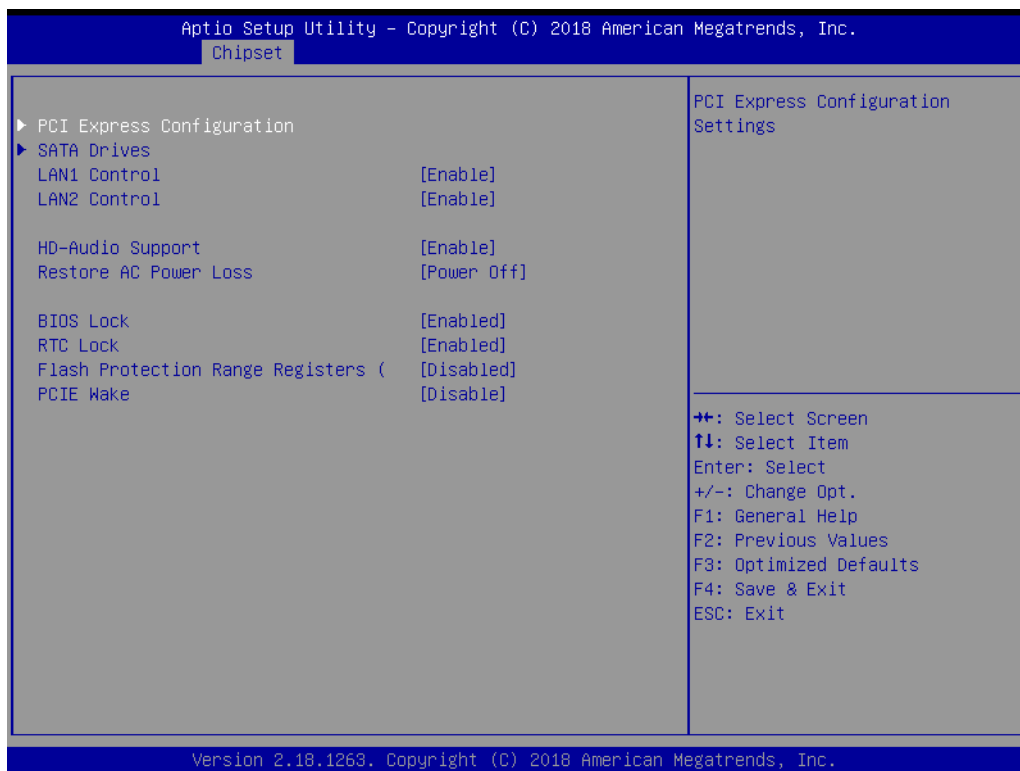 Aptio Setup Utility – Copyright (C) 2018 American Megatrends, Inc.
Chipset
PCI Express Configuration
SATA Drives
LAN1 Control [Enable]
LAN2 Control [Enable]
HD-Audio Support [Enable]
Restore AC Power Loss [Power Off]
BIOS Lock [Enabled]
RTC Lock [Enabled]
Flash Protection Range Registers ( [Disabled]
PCIE Wake [Disable]
PCI Express Configuration
Settings
→←: Select Screen
↑↓: Select Item
Enter: Select
+/-: Change Opt.
F1: General Help
F2: Previous Values
F3: Optimized Defaults
F4: Save & Exit
ESC: Exit
Version 2.18.1263. Copyright (C) 2018 American Megatrends, Inc.